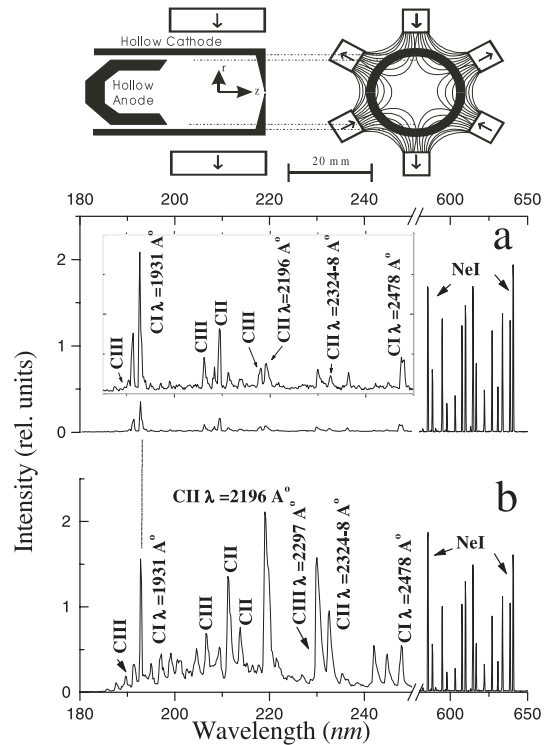 Hollow Cathode
Hollow
Anode
r
z
20 mm
180 200 220 240 600 650
a
2
1
0
CIII
CI λ=1931 A°
CIII
CII
CIII
CII λ=2196 A°
CII λ=2324-8 A°
CI λ=2478 A°
NeI
Intensity (rel. units)
b
2
1
0
CIII
CI λ =1931 A°
CIII
CII
CII
CII λ =2196 A°
CIII λ =2297 A°
CII λ =2324-8 A°
CI λ =2478 A°
NeI
180 200 220 240 600 650
Wavelength (nm)